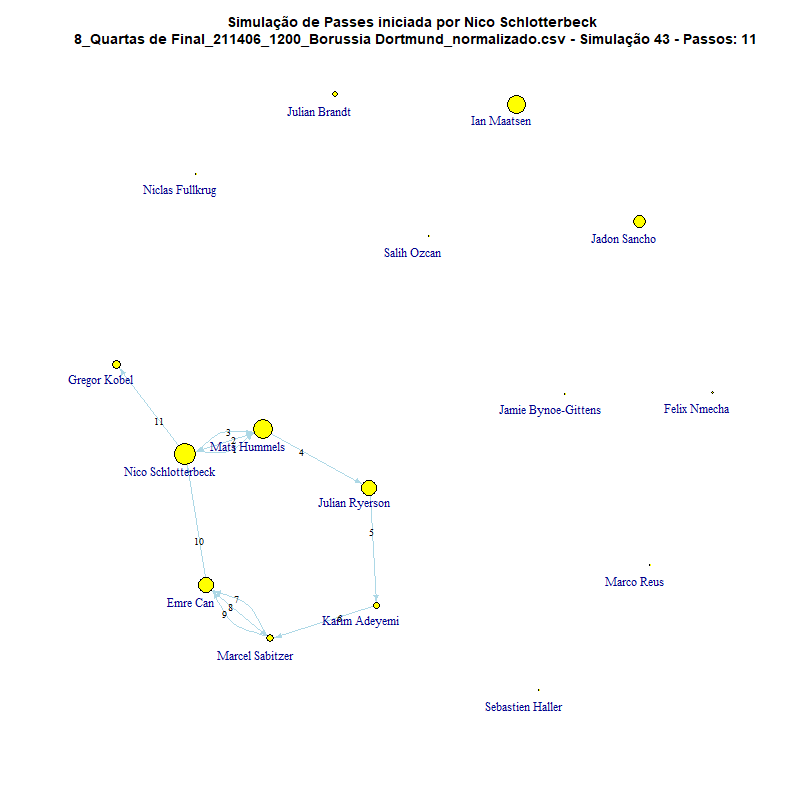 Simulação de Passes iniciada por Nico Schlotterbeck
8_Quartas de Final_211406_1200_Borussia Dortmund_normalizado.csv - Simulação 43 - Passos: 11
Julian Brandt
Ian Maatsen
Niclas Fullkrug
Jadon Sancho
Salih Ozcan
Gregor Kobel
Jamie Bynoe-Gittens
Felix Nmecha
11
3
2
1
Mats Hummels
4
Nico Schlotterbeck
Julian Ryerson
5
10
Marco Reus
Emre Can
7
8
9
6
Karim Adeyemi
Marcel Sabitzer
Sebastien Haller